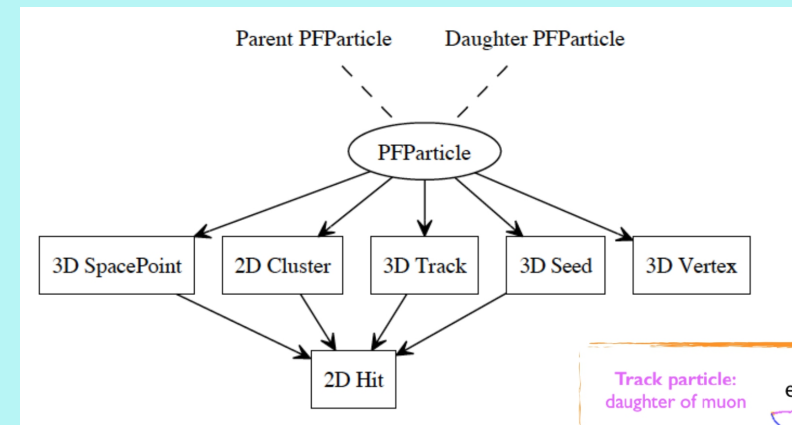 Parent PFParticle
Daughter PFParticle
PFParticle
3D SpacePoint
2D Cluster
3D Track
3D Seed
3D Vertex
2D Hit
Track particle:
daughter of muon
e